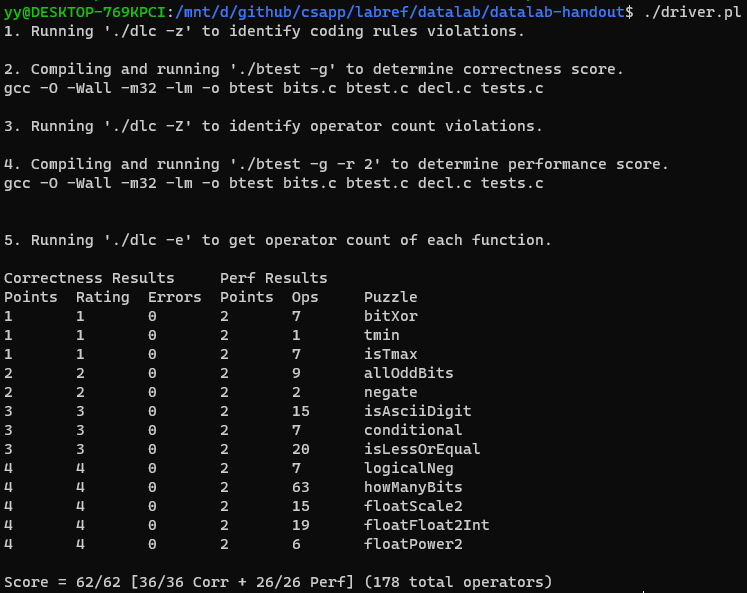 yy@DESKTOP-769KPCI:/mnt/d/github/csapp/labref/datalab/datalab-handout$ ./driver.pl
1. Running './dlc -z' to identify coding rules violations.
2. Compiling and running './btest -g' to determine correctness score.
gcc -O -Wall -m32 -lm -o btest bits.c btest.c decl.c tests.c
3. Running './dlc -Z' to identify operator count violations.
4. Compiling and running './btest -g -r 2' to determine performance score.
gcc -O -Wall -m32 -lm -o btest bits.c btest.c decl.c tests.c
5. Running './dlc -e' to get operator count of each function.
Correctness Results     Perf Results
Points  Rating  Errors  Points  Ops     Puzzle
1       1       0       2       7       bitXor
1       1       0       2       1       tmin
1       1       0       2       7       isTmax
2       2       0       2       9       allOddBits
2       2       0       2       2       negate
3       3       0       2       15      isAsciiDigit
3       3       0       2       7       conditional
3       3       0       2       20      isLessOrEqual
4       4       0       2       7       logicalNeg
4       4       0       2       63      howManyBits
4       4       0       2       15      floatScale2
4       4       0       2       19      floatFloat2Int
4       4       0       2       6       floatPower2
Score = 62/62 [36/36 Corr + 26/26 Perf] (178 total operators)